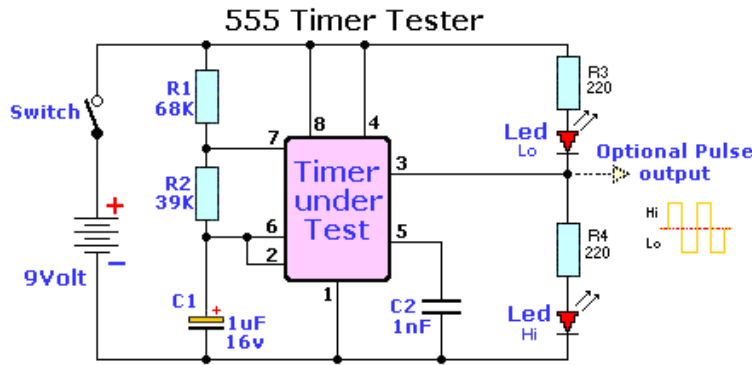 555 Timer Tester
Switch
R1
68K
R2
39K
7
8
4
6
2
3
5
1
Timer
under
Test
R3
220
Led
Lo
Optional Pulse
output
Hi
Lo
R4
220
Led
Hi
+
9Volt
C1
+
1uF
16v
C2
1nF